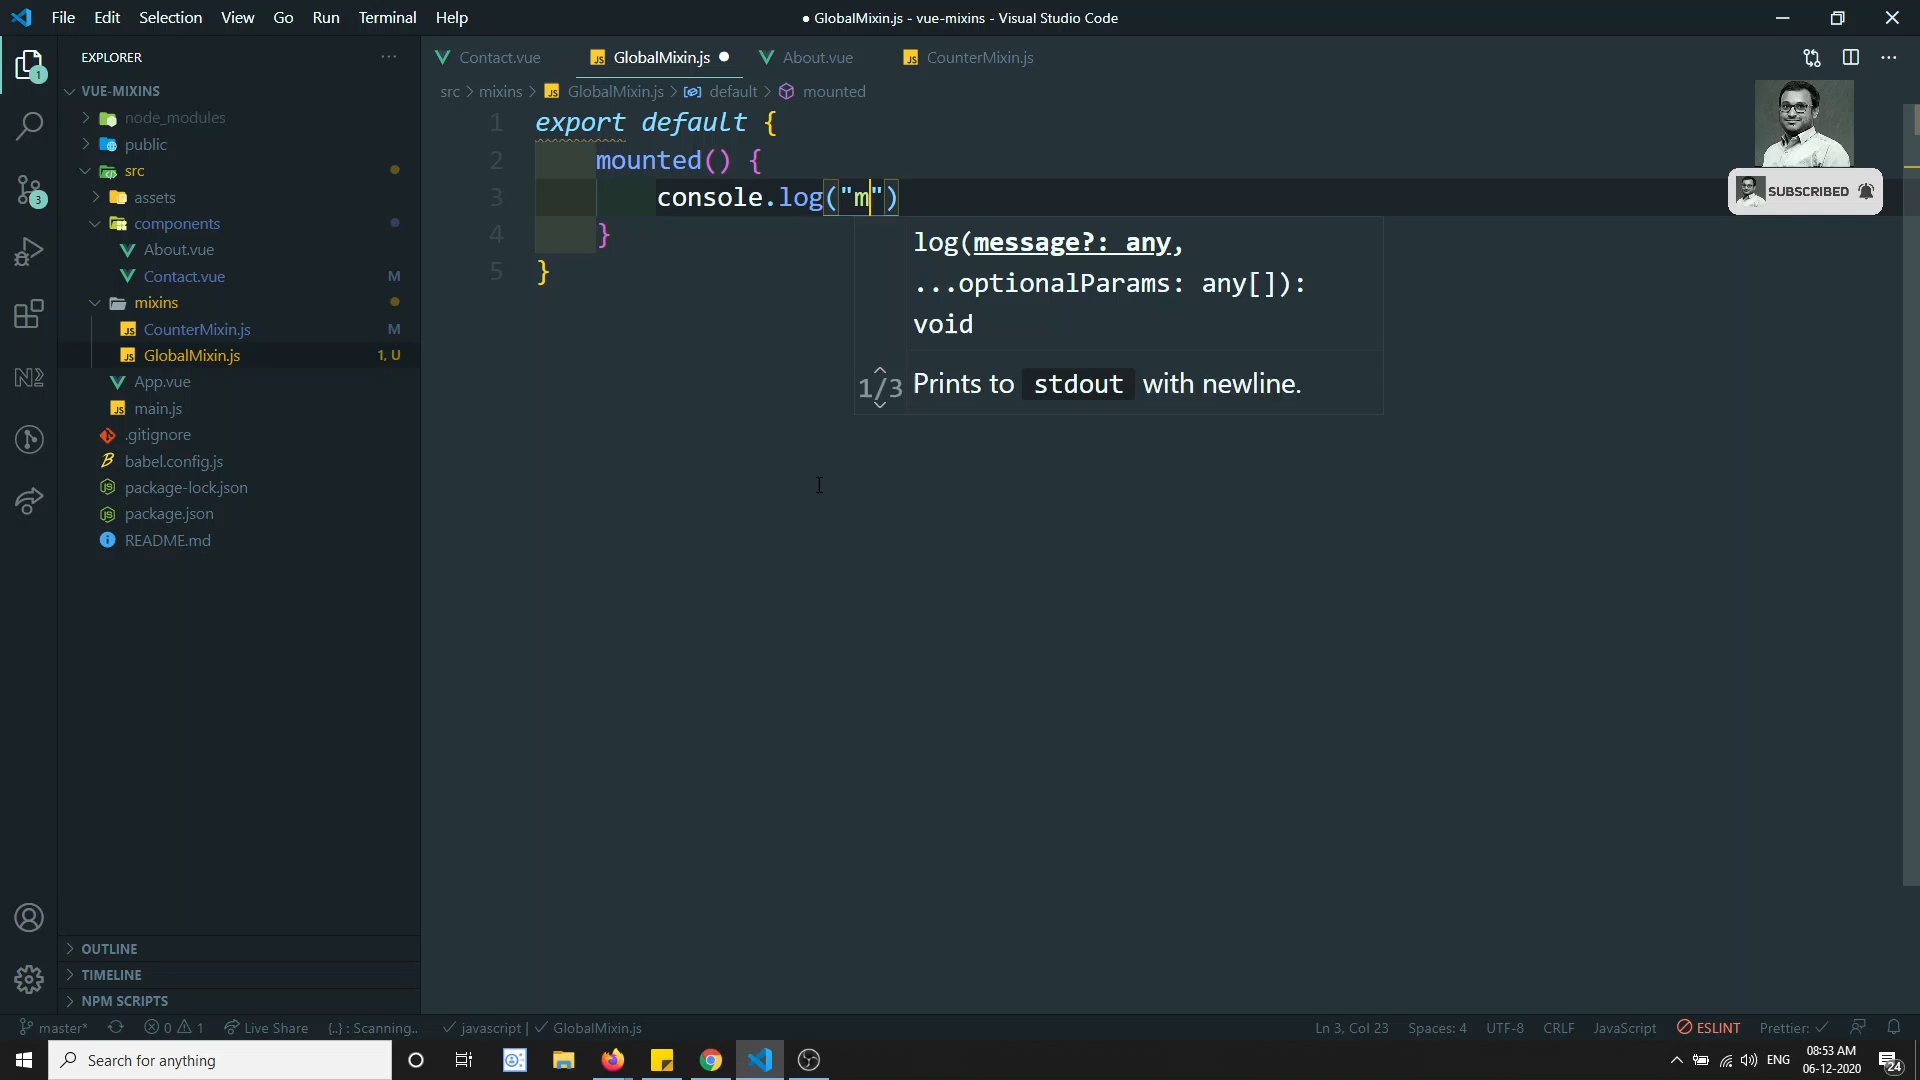 File Edit Selection View Go Run Terminal Help
● GlobalMixin.js - vue-mixins - Visual Studio Code
EXPLORER
Contact.vue
GlobalMixin.js
About.vue
CounterMixin.js
VUE-MIXINS
src > mixins > GlobalMixin.js > default > mounted
node_modules
public
src
assets
components
About.vue
Contact.vue M
mixins
CounterMixin.js M
GlobalMixin.js 1, U
App.vue
main.js
.gitignore
babel.config.js
package-lock.json
package.json
README.md
1 export default {
2 mounted() {
3 console.log("m")
4 }
5 }
log(message?: any,
...optionalParams: any[]):
void
1/3 Prints to stdout with newline.
SUBSCRIBED
1
3
OUTLINE
TIMELINE
NPM SCRIPTS
master* 0 1 Live Share {..} : Scanning.. javascript | GlobalMixin.js
Ln 3, Col 23 Spaces: 4 UTF-8 CRLF JavaScript ESLINT Prettier:
Search for anything
ENG
08:53 AM
06-12-2020
24